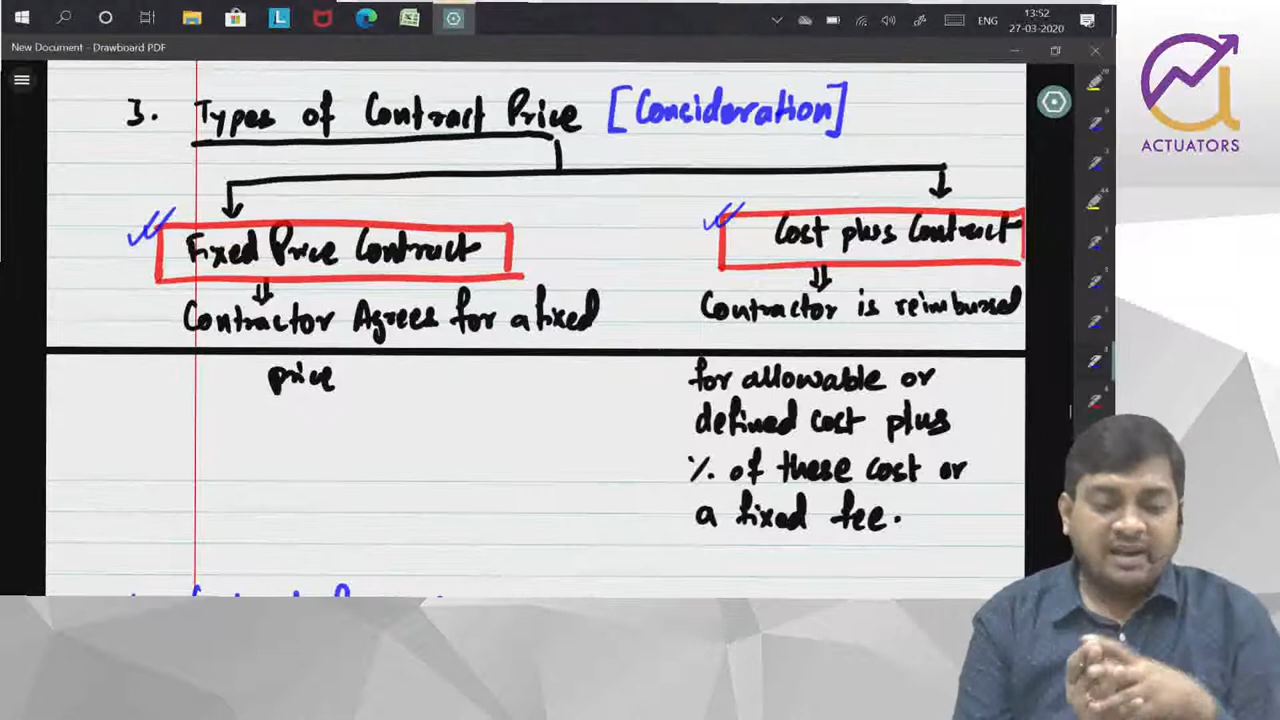 13:52
ENG
27-03-2020
New Document - Drawboard PDF
ACTUATORS
3. Types of Contract Price [Concideration]
Fixed Price Contract
Cost plus Contract
Contractor Agrees for a fixed
price
Contractor is reimbursed
for allowable or
defined cost plus
% of these cost or
a fixed fee.